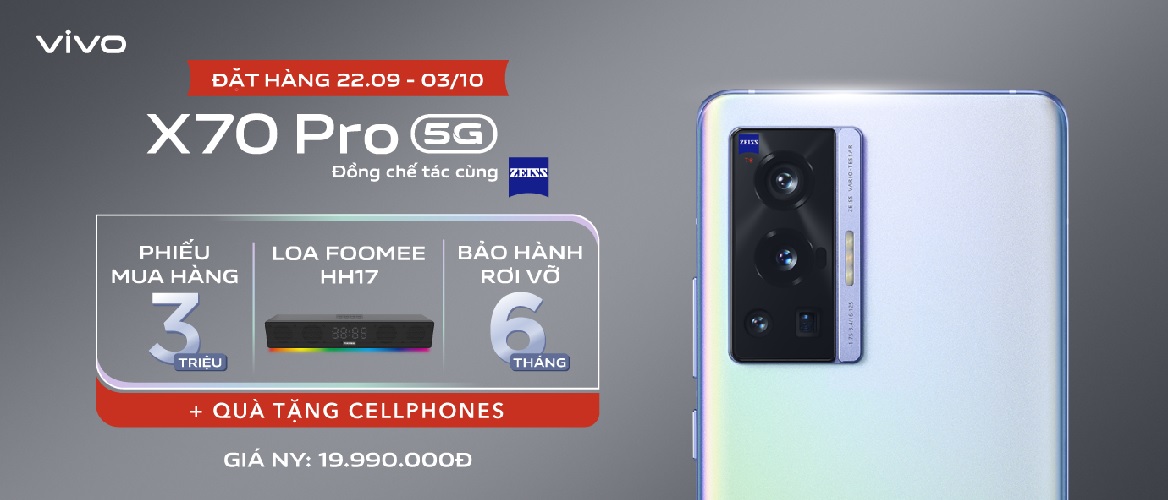 vivo
ĐẶT HÀNG 22.09 - 03/10
X70 Pro 5G
Đồng chế tác cùng ZEISS
PHIẾU
MUA HÀNG
3
TRIỆU
LOA FOOMEE
HH17
BẢO HÀNH
RƠI VỠ
6
THÁNG
+ QUÀ TẶNG CELLPHONES
GIÁ NY: 19.990.000Đ
ZEISS